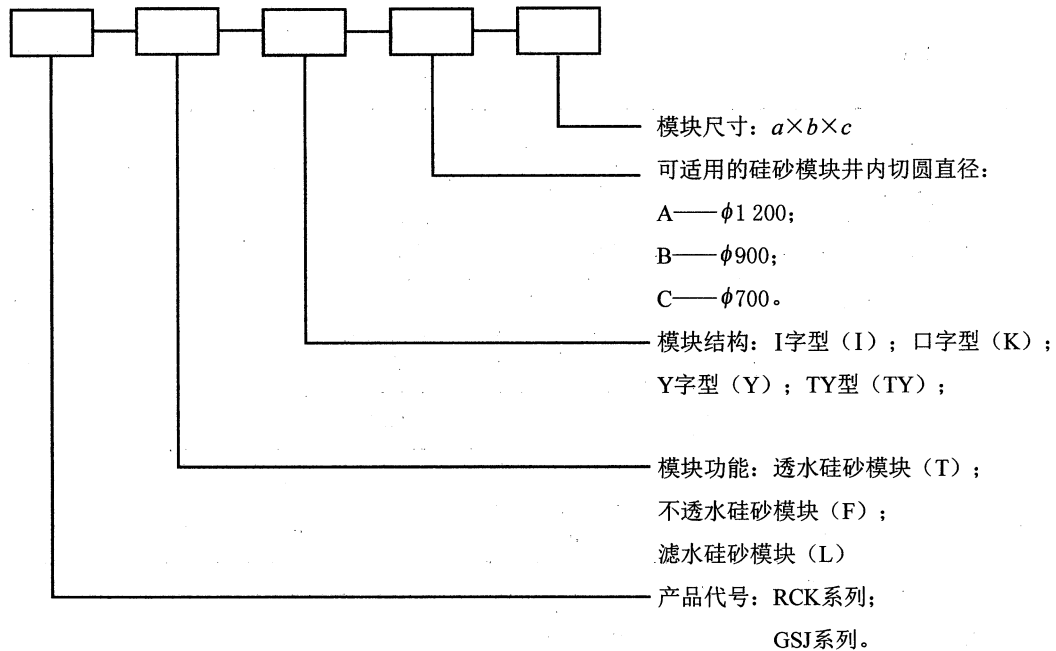 模块尺寸：a×b×c
可适用的硅砂模块井内切圆直径：
A——ϕ1 200；
B——ϕ900；
C——ϕ700。
模块结构：I字型（I）；口字型（K）；
Y字型（Y）；TY型（TY）；
模块功能：透水硅砂模块（T）；
不透水硅砂模块（F）；
滤水硅砂模块（L）
产品代号：RCK系列；
GSJ系列。